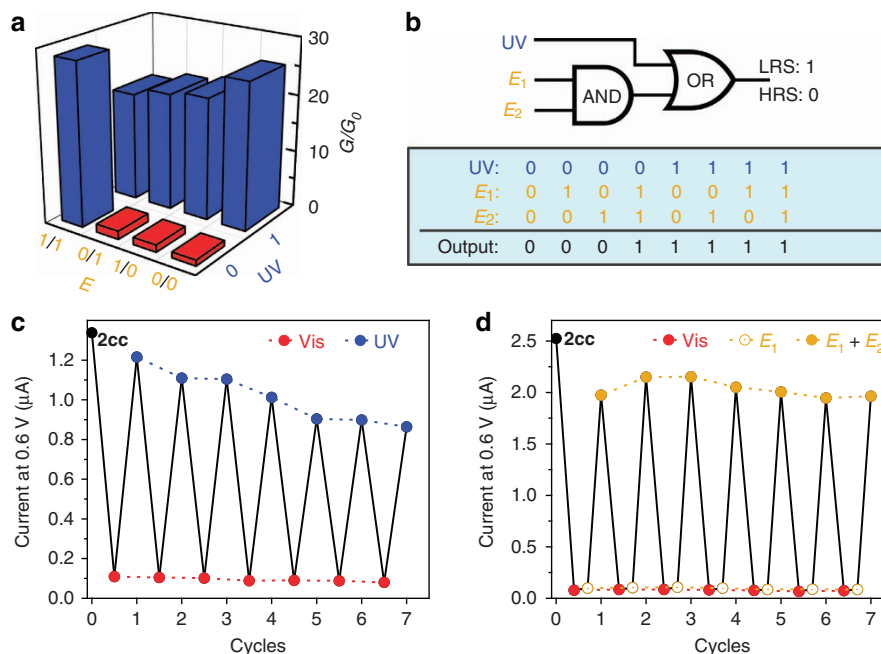 a
30
20
10
0
G/G0
1/1
0/1
1/0
0/0
E
0
1
UV
b
UV
E1
E2
AND
OR
LRS: 1
HRS: 0
UV: 0 0 0 0 1 1 1 1
E1: 0 1 0 1 0 0 1 1
E2: 0 0 1 1 0 1 0 1
Output: 0 0 0 1 1 1 1 1
c
2cc
Vis
UV
1.2
1.0
0.8
0.6
0.4
0.2
0.0
Current at 0.6 V (μA)
0 1 2 3 4 5 6 7
Cycles
d
2cc
Vis
E1
E1 + E2
2.5
2.0
1.5
1.0
0.5
0.0
Current at 0.6 V (μA)
0 1 2 3 4 5 6 7
Cycles